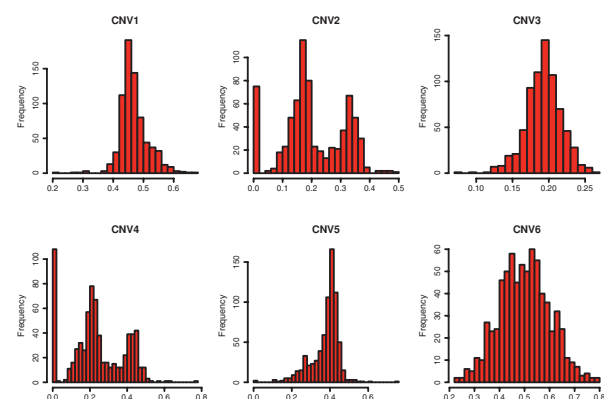 CNV1
CNV2
CNV3
Frequency
0 50 100 150
0.2 0.3 0.4 0.5 0.6
Frequency
0 20 40 60 80 100
0.0 0.1 0.2 0.3 0.4 0.5
Frequency
0 50 100 150
0.10 0.15 0.20 0.25
CNV4
CNV5
CNV6
Frequency
0 20 40 60 80 100
0.0 0.2 0.4 0.6 0.8
Frequency
0 50 100 150
0.0 0.2 0.4 0.6
Frequency
0 10 20 30 40 50 60
0.2 0.3 0.4 0.5 0.6 0.7 0.8